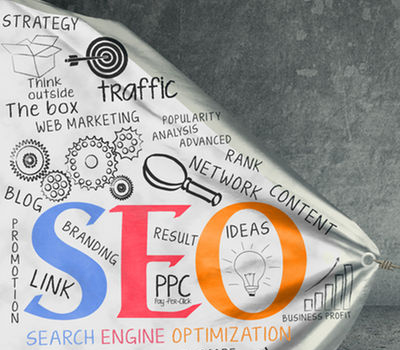 STRATEGY
Think
outside
The box
traffic
WEB MARKETING
POPULARITY
ANALYSIS
ADVANCED
RANK
NETWORK
CONTENT
BLOG
PROMOTION
BRANDING
RESULT
IDEAS
SEO
LINK
PPC
Pay-Per-Click
BUSINESS PROFIT
SEARCH ENGINE OPTIMIZATION